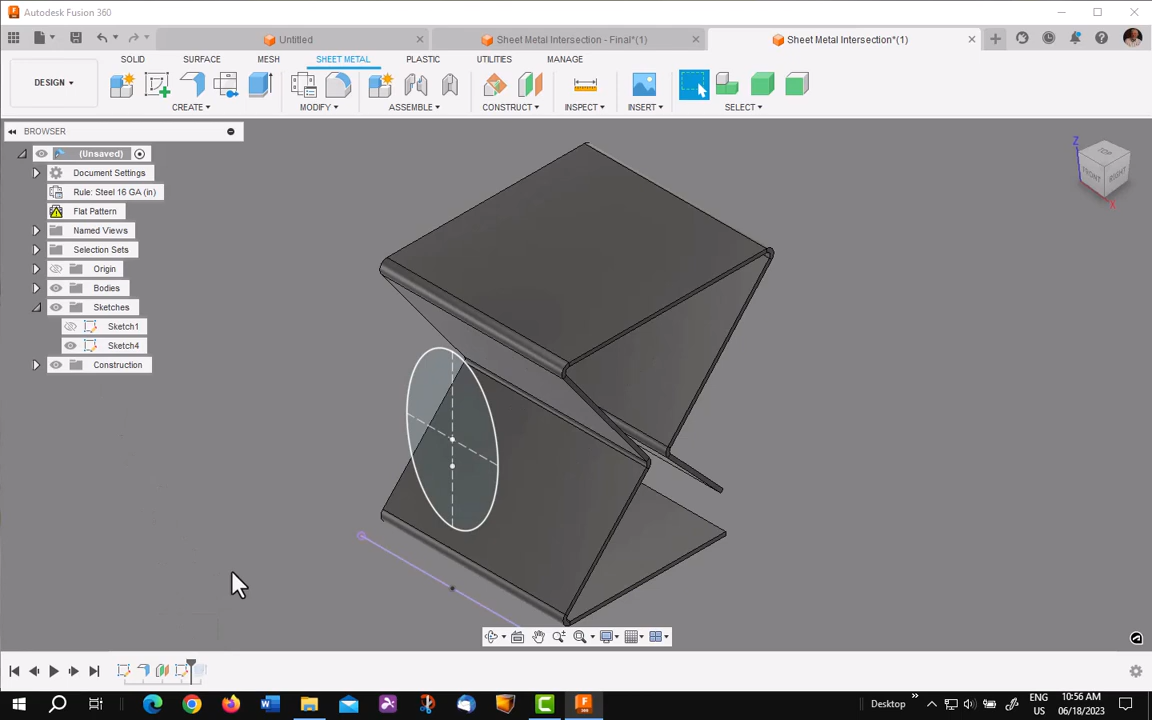 Autodesk Fusion 360
Untitled
Sheet Metal Intersection - Final*(1)
Sheet Metal Intersection*(1)
SOLID
SURFACE
MESH
SHEET METAL
PLASTIC
UTILITIES
MANAGE
DESIGN
CREATE
MODIFY
ASSEMBLE
CONSTRUCT
INSPECT
INSERT
SELECT
BROWSER
(Unsaved)
Document Settings
Rule: Steel 16 GA (in)
Flat Pattern
Named Views
Selection Sets
Origin
Bodies
Sketches
Sketch1
Sketch4
Construction
Z
TOP
FRONT
RIGHT
X
Desktop
ENG
US
10:56 AM
06/18/2023